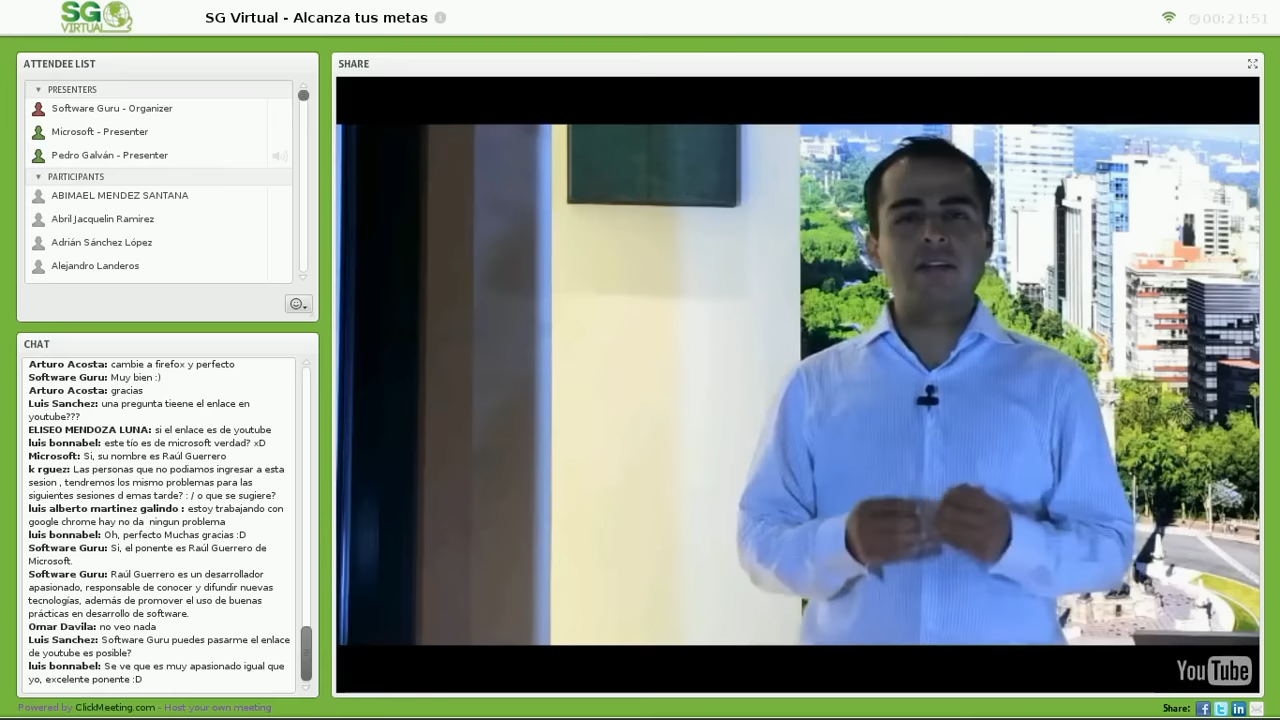 SG
VIRTUAL
SG Virtual - Alcanza tus metas
00:21:51
ATTENDEE LIST
PRESENTERS
Software Guru - Organizer
Microsoft - Presenter
Pedro Galván - Presenter
PARTICIPANTS
ABIMAEL MENDEZ SANTANA
Abril Jacquelin Ramirez
Adrián Sánchez López
Alejandro Landeros
CHAT
Arturo Acosta: cambie a firefox y perfecto
Software Guru: Muy bien :)
Arturo Acosta: gracias
Luis Sanchez: una pregunta tieene el enlace en
youtube???
ELISEO MENDOZA LUNA: si el enlace es de youtube
luis bonnabel: este tío es de microsoft verdad? xD
Microsoft: Si, su nombre es Raúl Guerrero
k rguez: Las personas que no podiamos ingresar a esta
sesion , tendremos los mismo problemas para las
siguientes sesiones d emas tarde? : / o que se sugiere?
luis alberto martinez galindo : estoy trabajando con
google chrome hay no da ningun problema
luis bonnabel: Oh, perfecto Muchas gracias :D
Software Guru: Si, el ponente es Raúl Guerrero de
Microsoft.
Software Guru: Raúl Guerrero es un desarrollador
apasionado, responsable de conocer y difundir nuevas
tecnologías, además de promover el uso de buenas
prácticas en desarrollo de software.
Omar Davila: no veo nada
Luis Sanchez: Software Guru puedes pasarme el enlace
de youtube es posible?
luis bonnabel: Se ve que es muy apasionado igual que
yo, excelente ponente :D
SHARE
YouTube
Powered by ClickMeeting.com - Host your own meeting
Share: